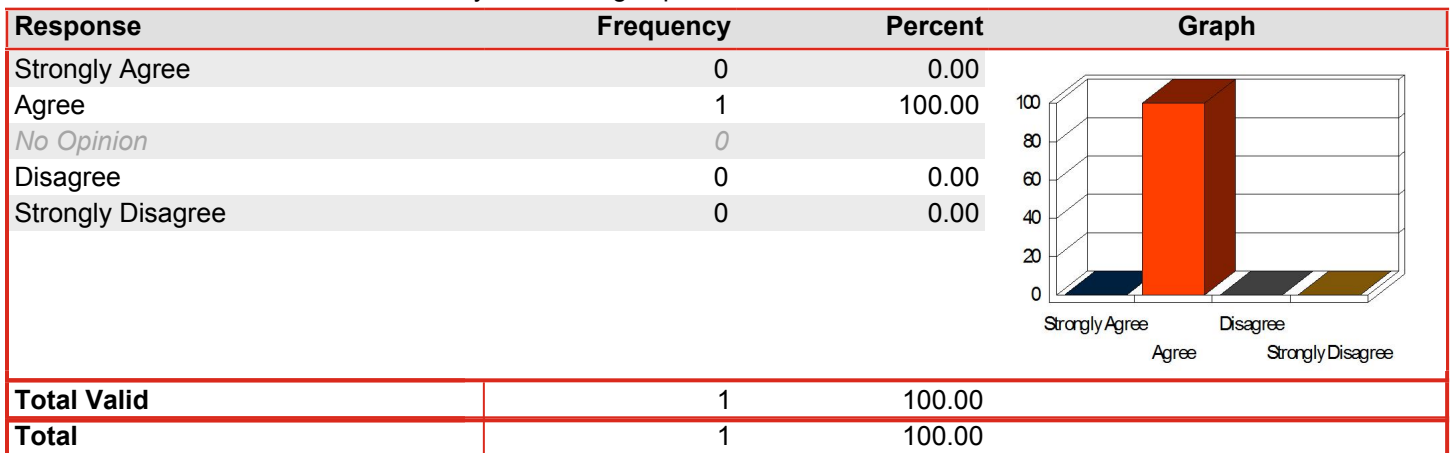 Response Frequency Percent Graph
Strongly Agree 0 0.00
Agree 1 100.00
No Opinion 0
Disagree 0 0.00
Strongly Disagree 0 0.00
100
80
60
40
20
0
Strongly Agree Disagree
Agree Strongly Disagree
Total Valid 1 100.00
Total 1 100.00